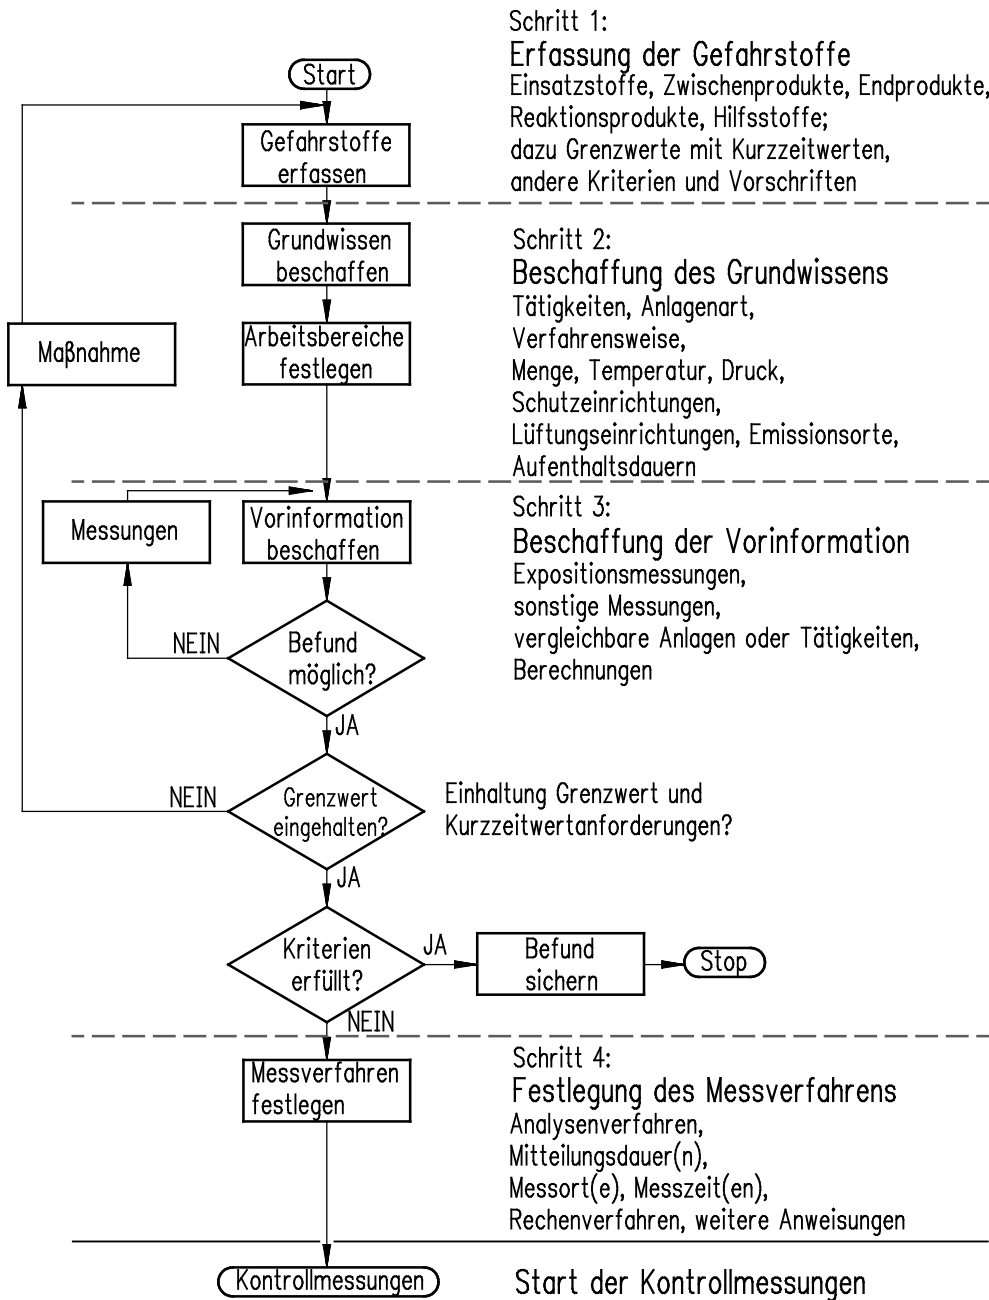 Schritt 1:
Erfassung der Gefahrstoffe
Einsatzstoffe, Zwischenprodukte, Endprodukte,
Reaktionsprodukte, Hilfsstoffe;
dazu Grenzwerte mit Kurzzeitwerten,
andere Kriterien und Vorschriften
Start
Gefahrstoffe
erfassen
Grundwissen
beschaffen
Arbeitsbereiche
festlegen
Maβnahme
Schritt 2:
Beschaffung des Grundwissens
Tätigkeiten, Anlagenart,
Verfahrensweise,
Menge, Temperatur, Druck,
Schutzeinrichtungen,
Lüftungseinrichtungen, Emissionsorte,
Aufenthaltsdauern
Messungen
Vorinformation
beschaffen
Schritt 3:
Beschaffung der Vorinformation
Expositionsmessungen,
sonstige Messungen,
vergleichbare Anlagen oder Tätigkeiten,
Berechnungen
NEIN
Befund
möglich?
JA
NEIN
Grenzwert
eingehalten?
Einhaltung Grenzwert und
Kurzzeitwertanforderungen?
JA
Kriterien
erfüllt?
JA
Befund
sichern
Stop
NEIN
Messverfahren
festlegen
Schritt 4:
Festlegung des Messverfahrens
Analysenverfahren,
Mitteilungsdauer(n),
Messort(e), Messzeit(en),
Rechenverfahren, weitere Anweisungen
Kontrollmessungen
Start der Kontrollmessungen